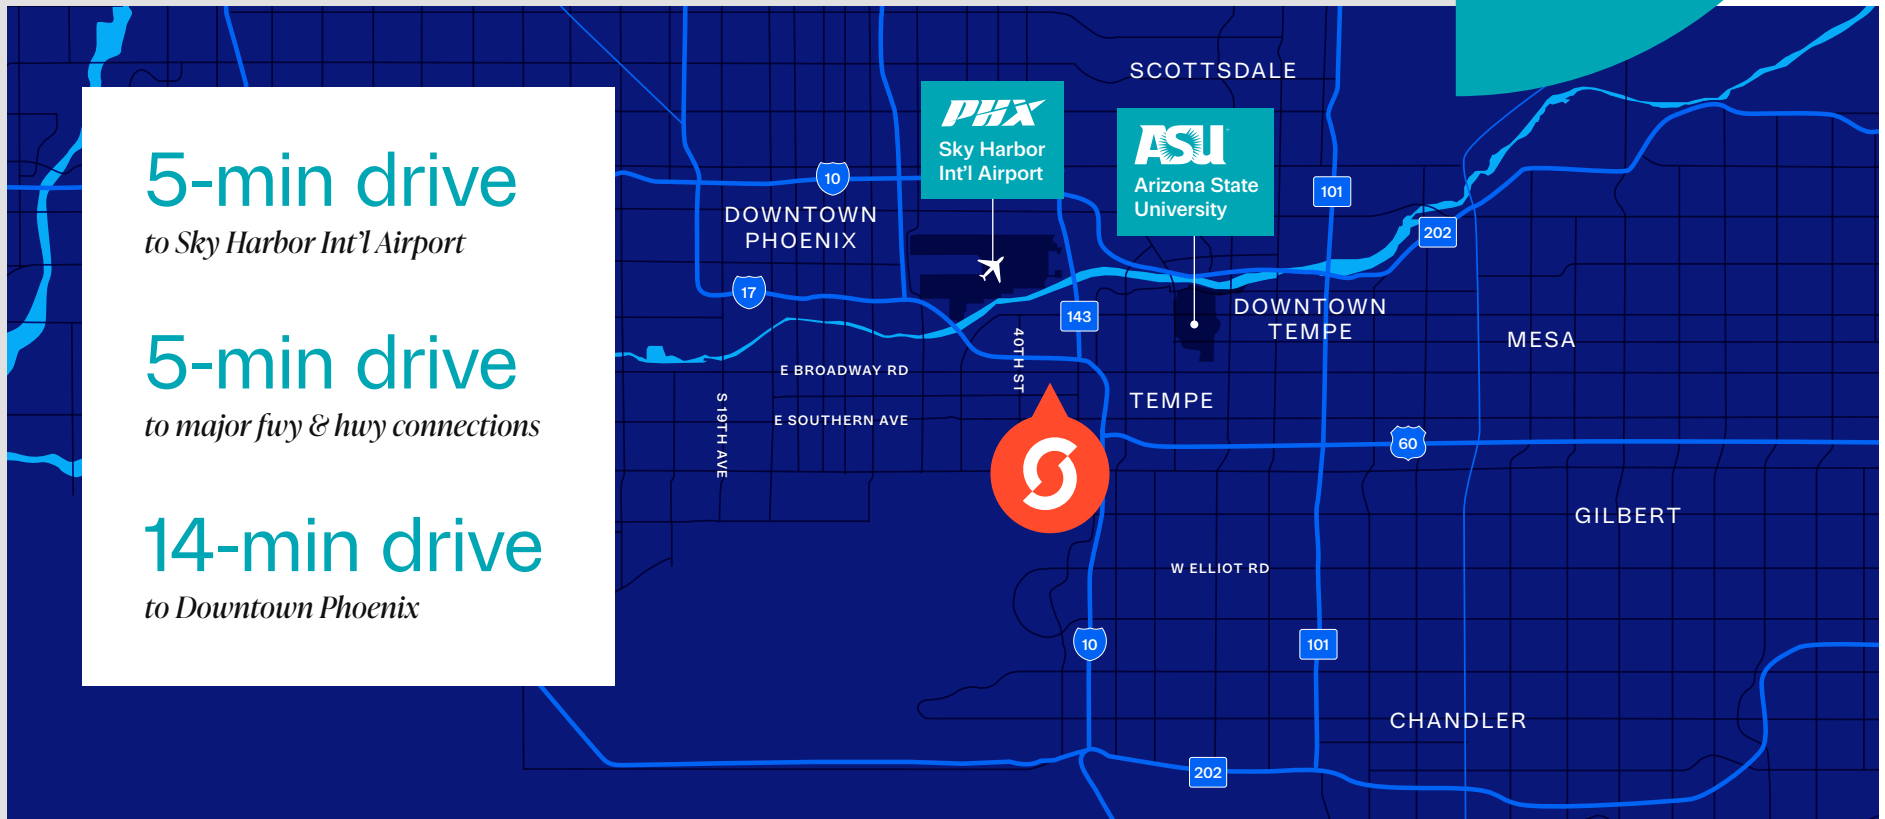 5-min drive
to Sky Harbor Int'l Airport
5-min drive
to major fwy & hwy connections
14-min drive
to Downtown Phoenix
SCOTTSDALE
PHX
Sky Harbor
Int'l Airport
ASU
Arizona State
University
10
101
202
DOWNTOWN
PHOENIX
17
143
DOWNTOWN
TEMPE
MESA
40TH ST
E BROADWAY RD
TEMPE
E SOUTHERN AVE
S 19TH AVE
60
GILBERT
W ELLIOT RD
10
101
CHANDLER
202